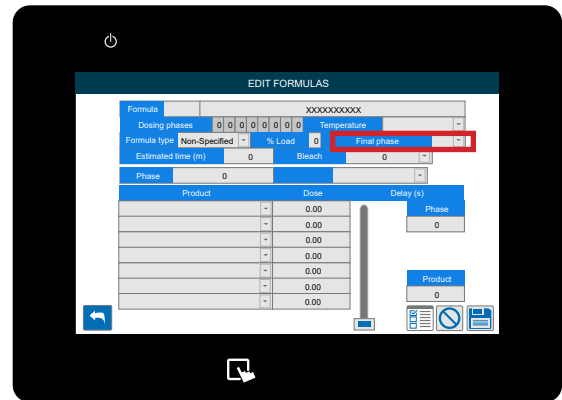 EDIT FORMULAS
Formula XXXXXXXXXX
Dosing phases 0 0 0 0 0 0 0 0 Temperature
Formula type Non-Specified % Load 0 Final phase
Estimated time (m) 0 Bleach 0
Phase 0
Product Dose Delay (s)
0.00 Phase
0.00 0
0.00
0.00
0.00 Product
0.00 0
0.00